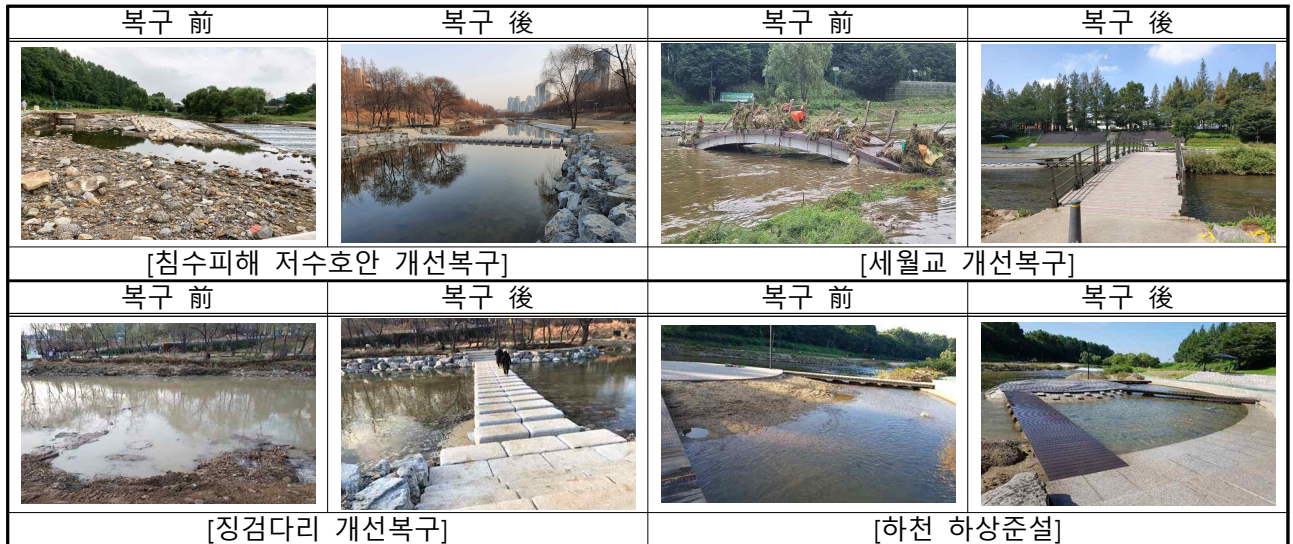 복구 前
복구 後
복구 前
복구 後
[침수피해 저수호안 개선복구]
[세월교 개선복구]
복구 前
복구 後
복구 前
복구 後
[징검다리 개선복구]
[하천 하상준설]